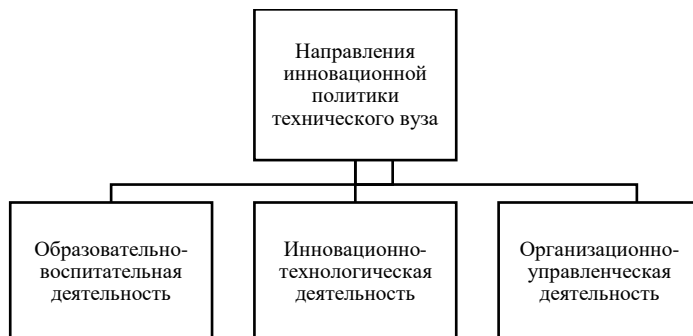 Направления
инновационной
политики
технического вуза
Образовательно-
воспитательная
деятельность
Инновационно-
технологическая
деятельность
Организационно-
управленческая
деятельность